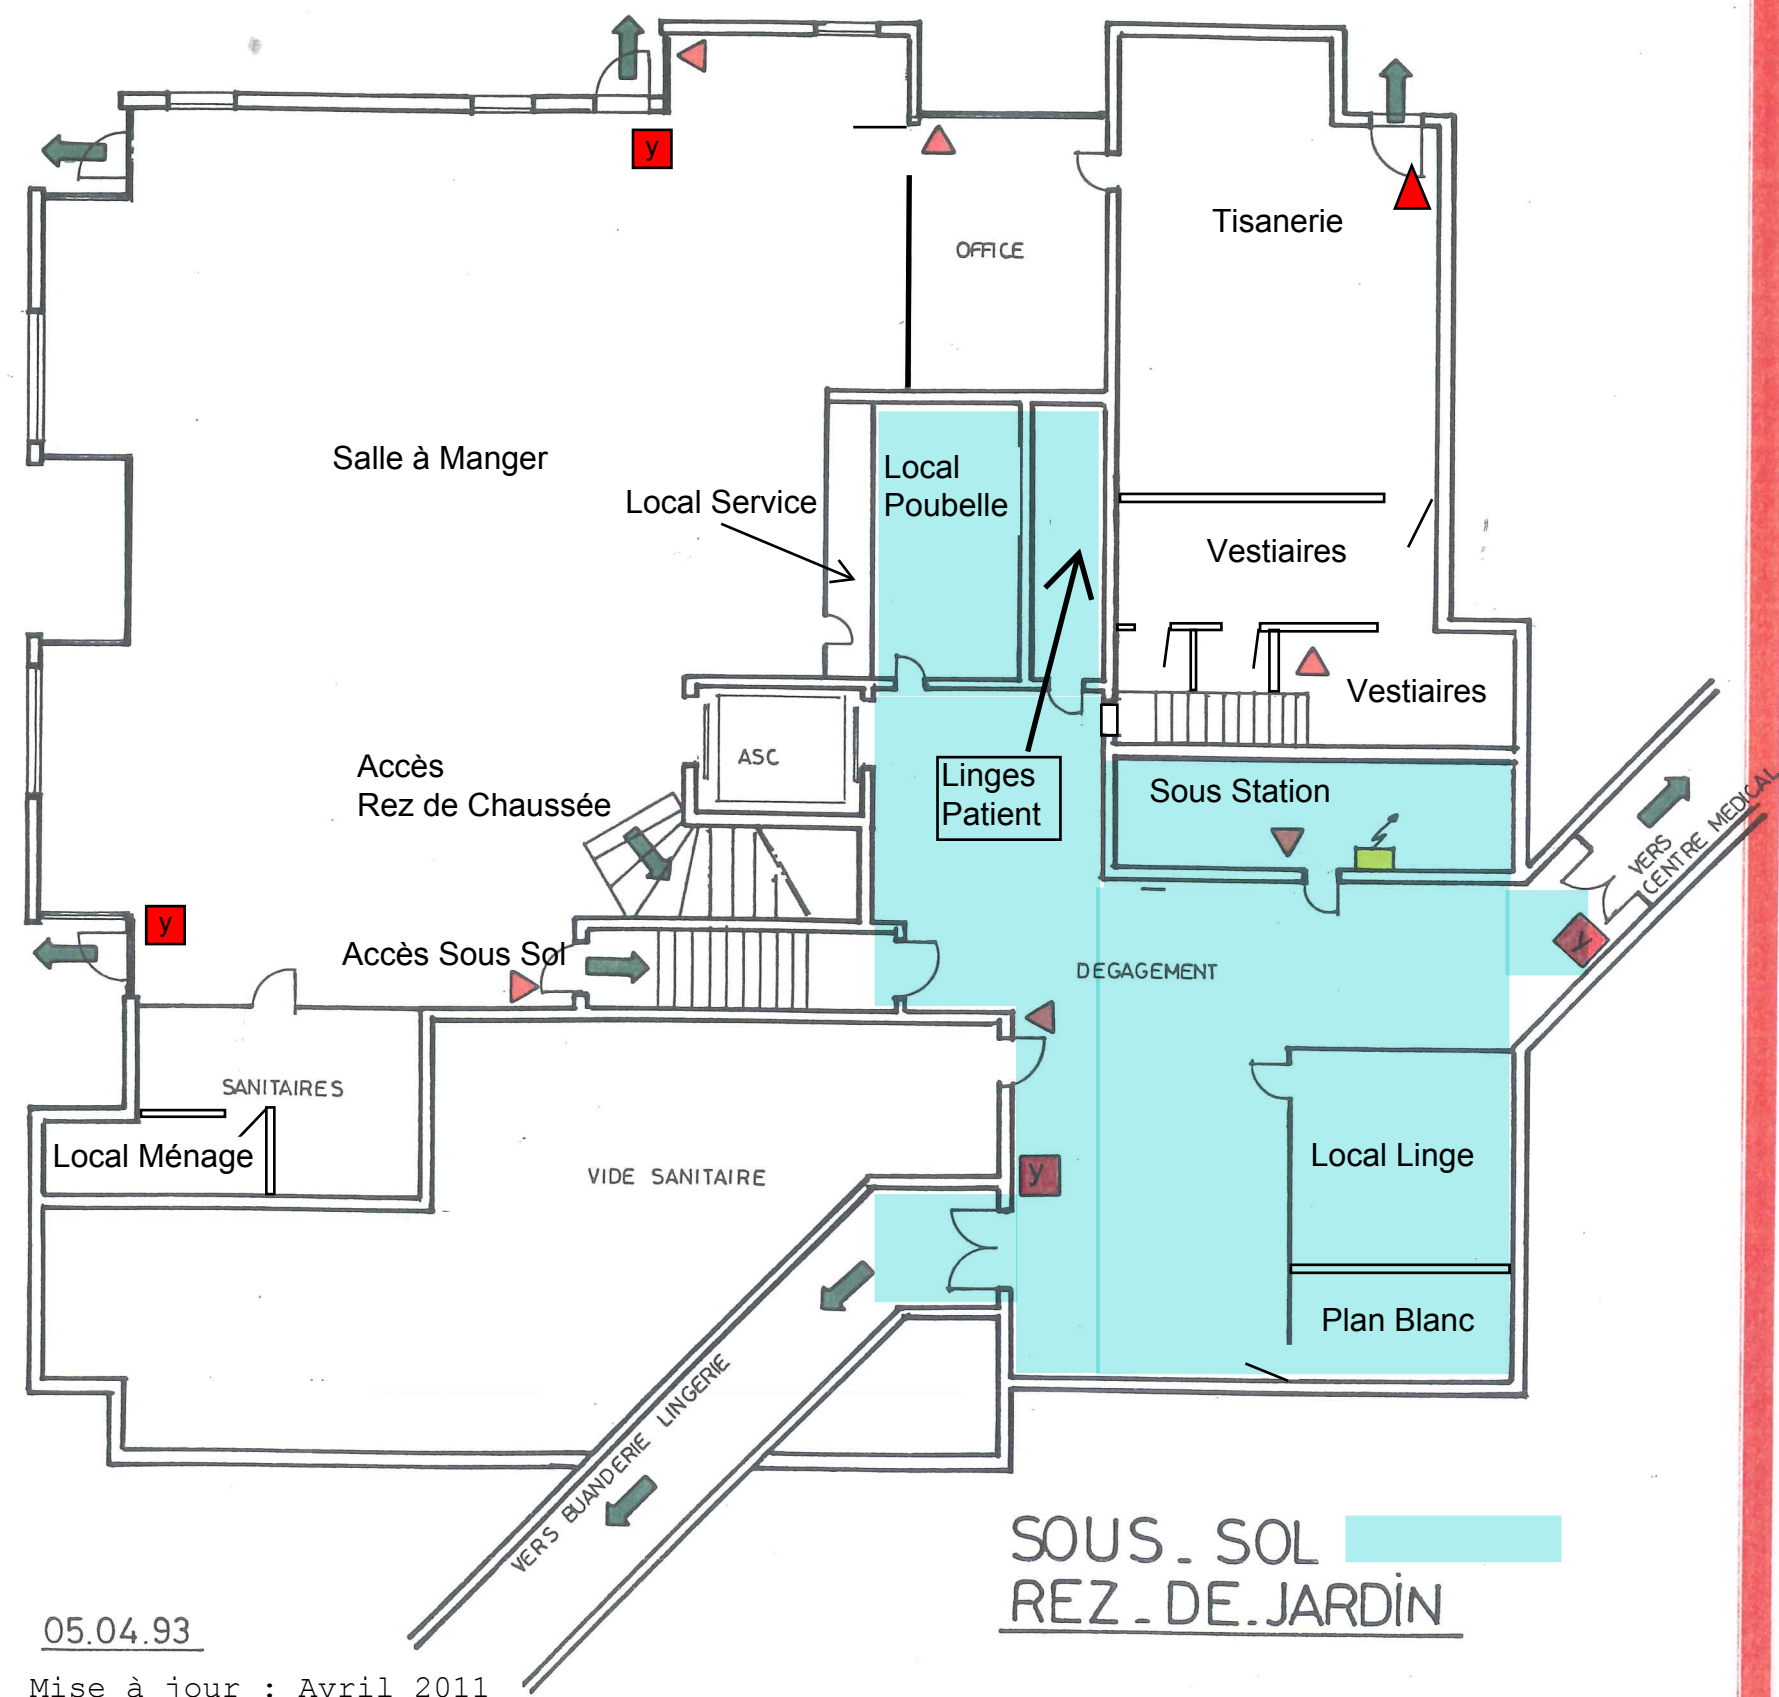 y
Tisanerie
OFFICE
Salle à Manger
Local
Poubelle
Local Service
Vestiaires
Vestiaires
ASC
Accès
Rez de Chaussée
Linges
Patient
Sous Station
VERS
CENTRE MEDICAL
y
y
Accès Sous Sol
DEGAGEMENT
SANITAIRES
Local Ménage
VIDE SANITAIRE
y
Local Linge
Plan Blanc
VERS BUANDERIE LINGERIE
SOUS_SOL
REZ_DE_JARDIN
05.04.93
Mise à jour : Avril 2011